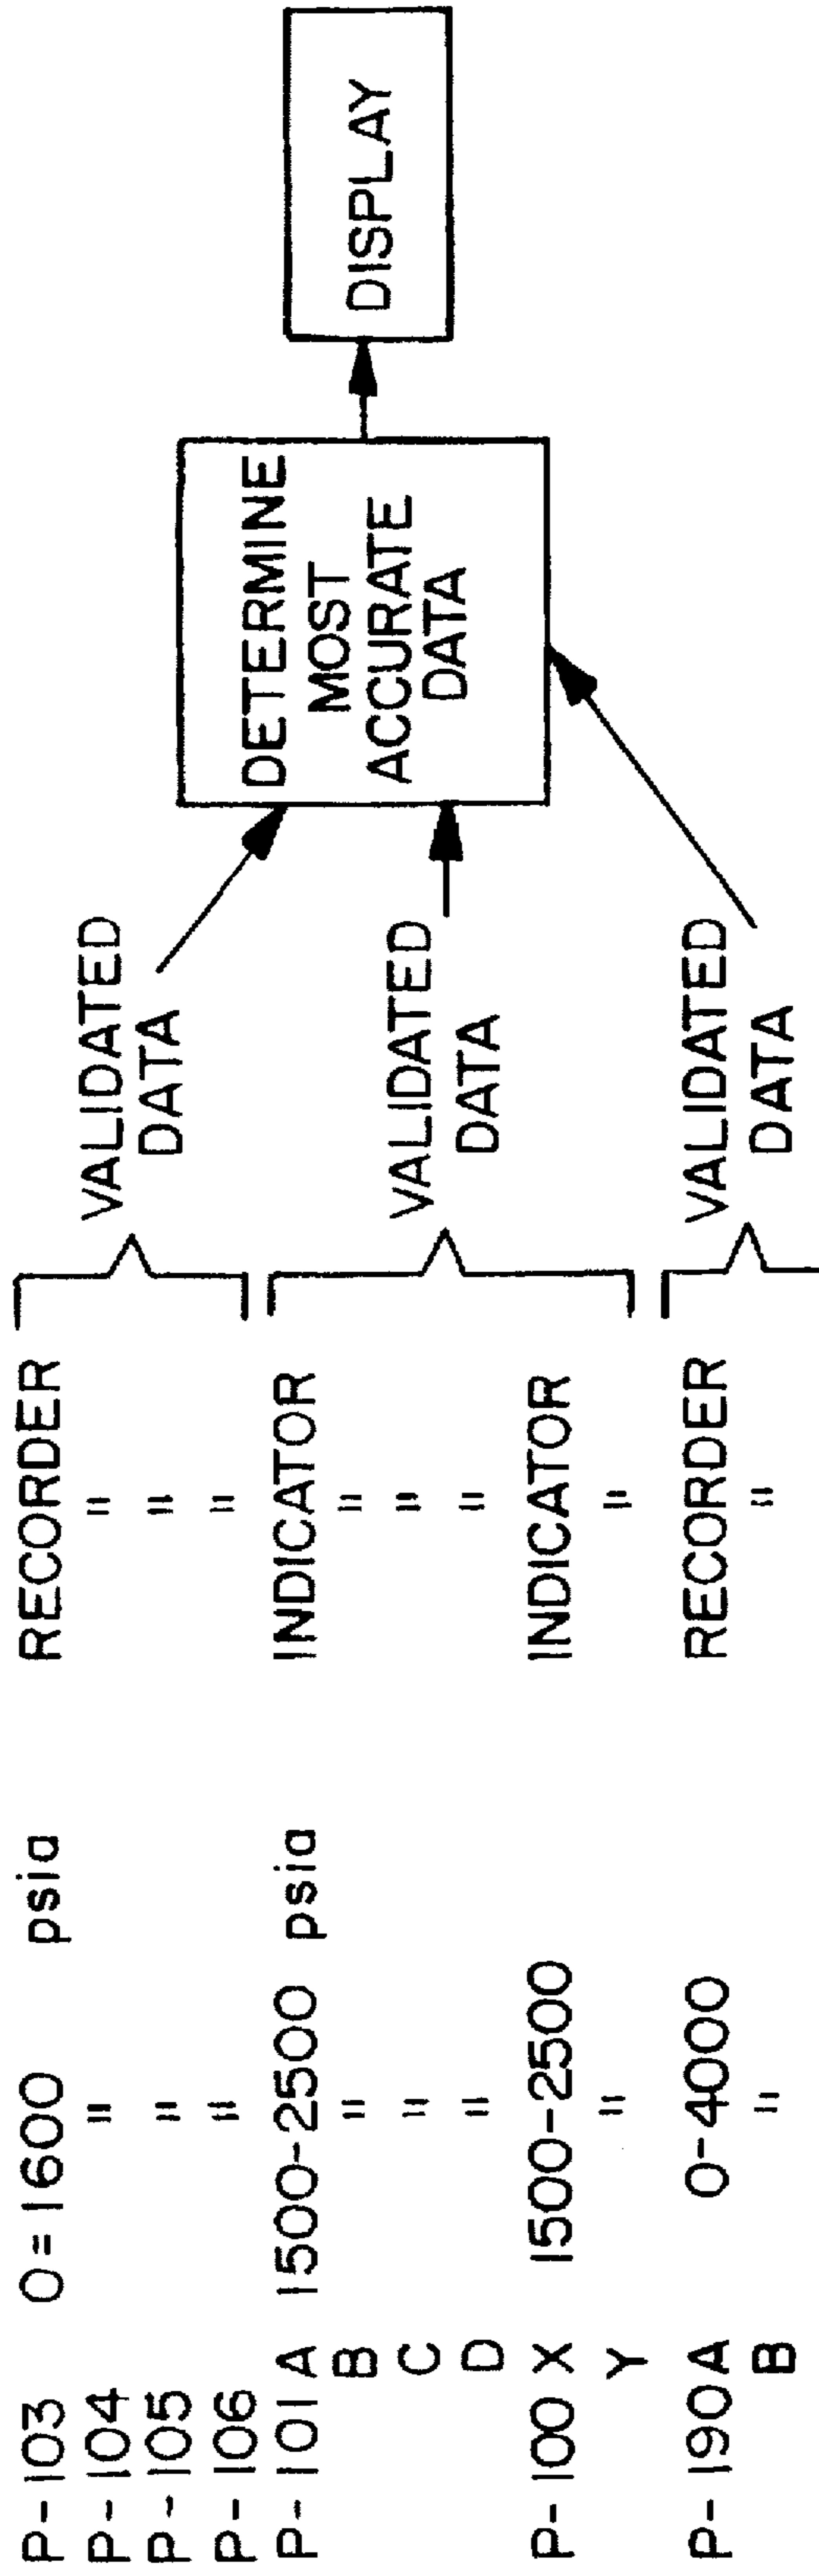 P-103 0=1600 psia RECORDER
P-104 " "
P-105 " "
P-106 " "
P-101 A 1500-2500 psia INDICATOR
B " "
C " "
D " "
P-100 X 1500-2500 INDICATOR
Y " "
P-190A 0-4000 RECORDER
B " "
VALIDATED
DATA
VALIDATED
DATA
VALIDATED
DATA
DETERMINE
MOST
ACCURATE
DATA
DISPLAY